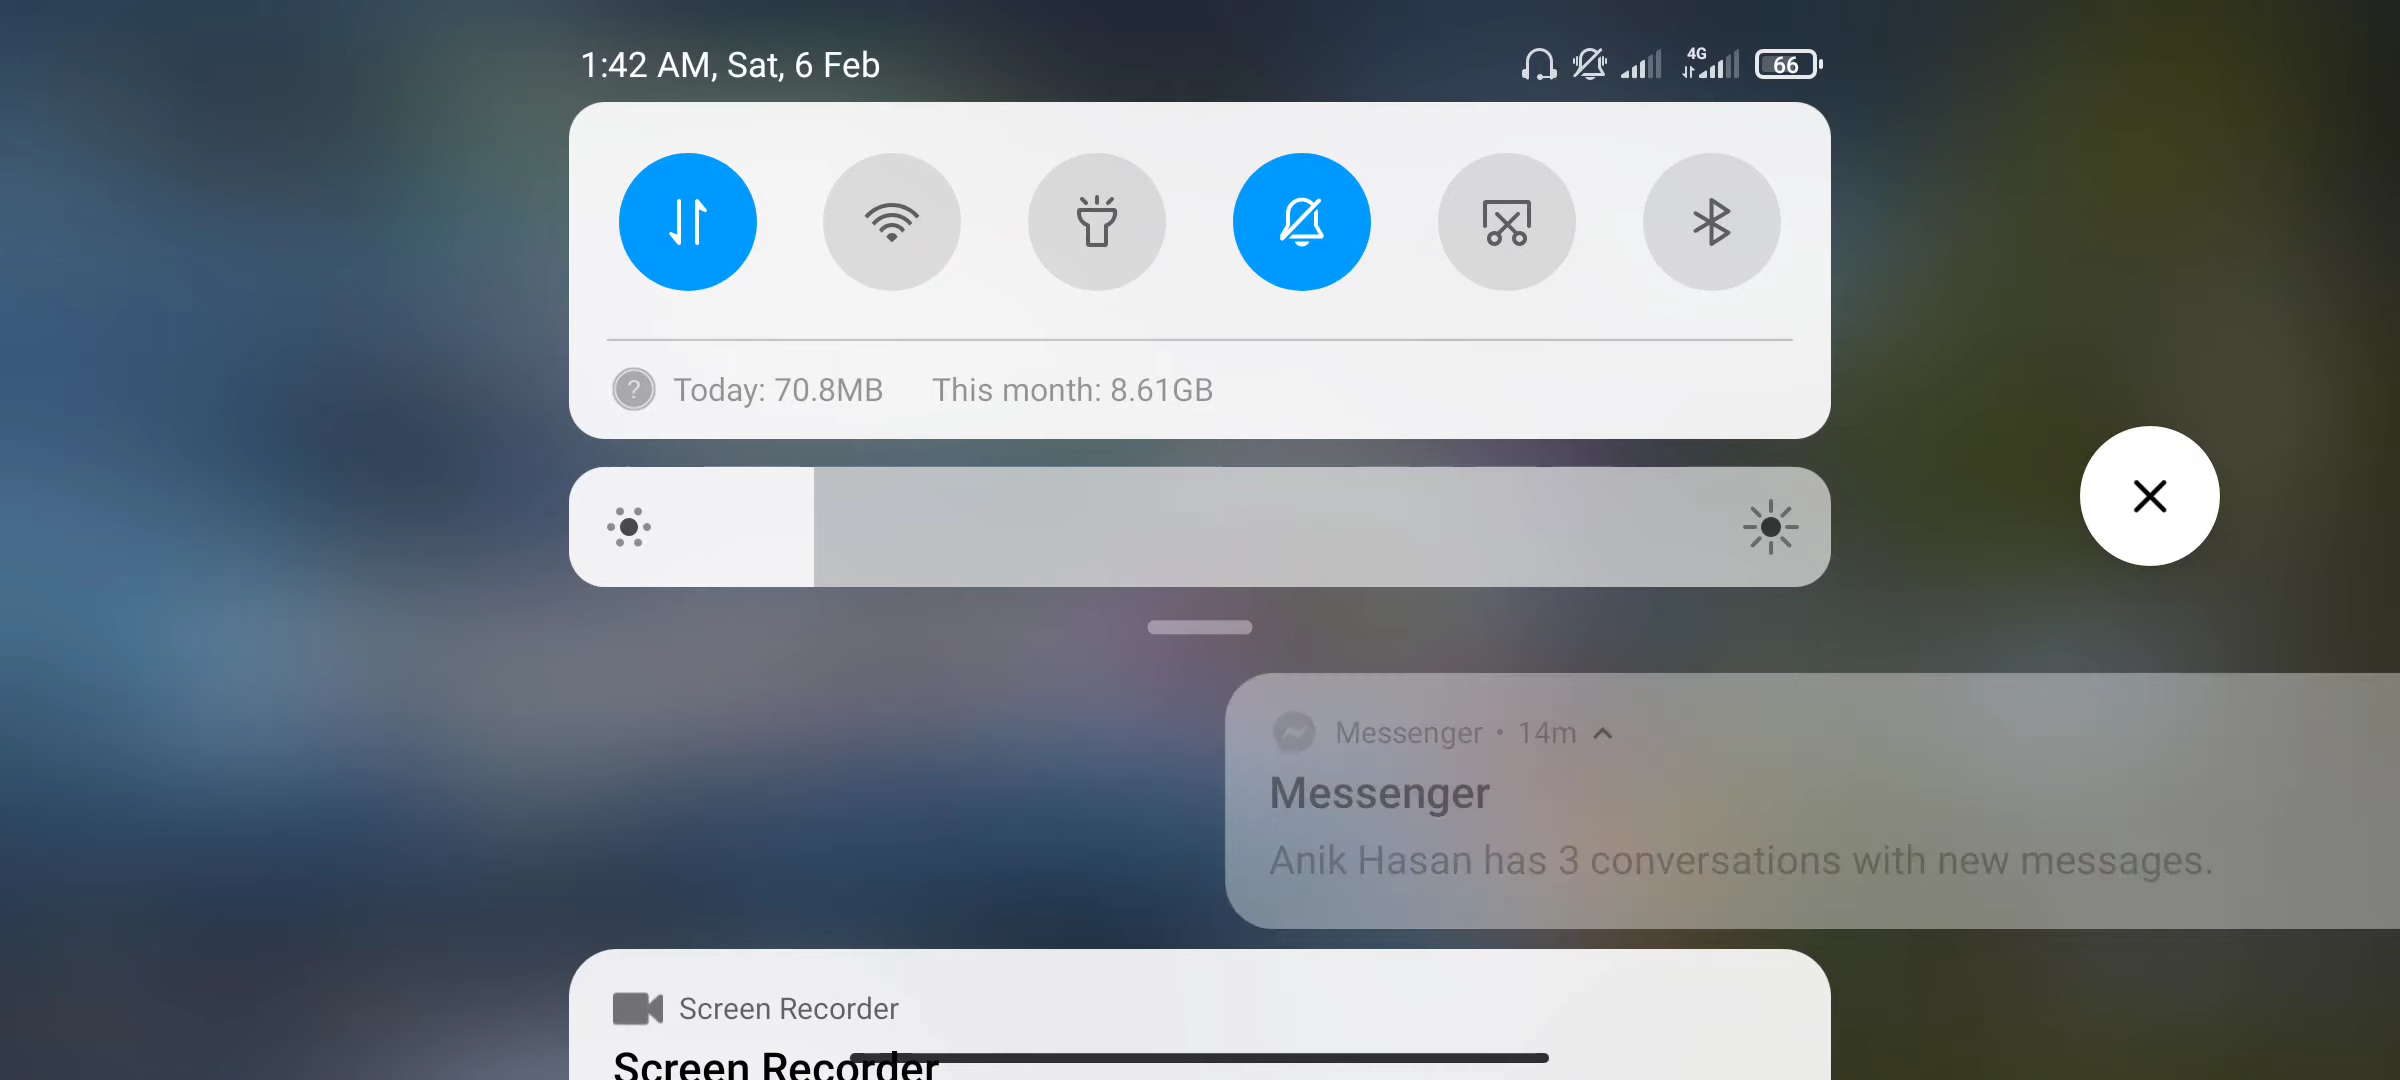 1:42 AM, Sat, 6 Feb
4G
66
Today: 70.8MB This month: 8.61GB
Messenger • 14m
Messenger
Anik Hasan has 3 conversations with new messages.
Screen Recorder
Screen Recorder